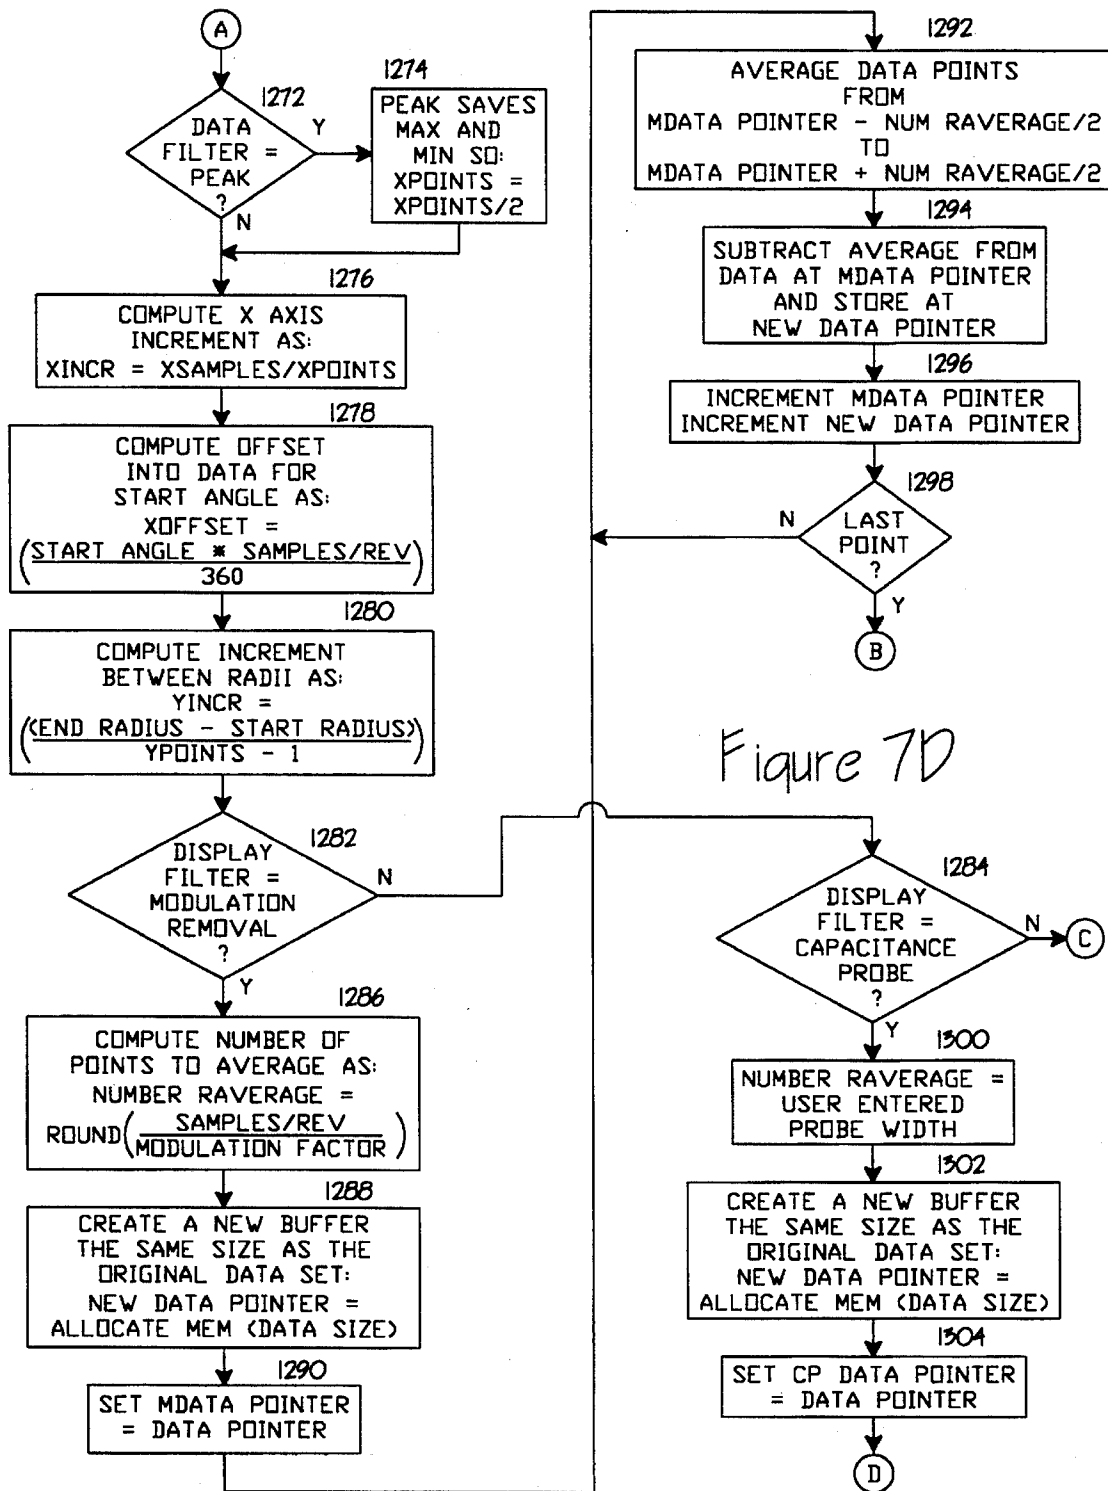 A
1272
DATA
FILTER =
PEAK
?
Y
N
1274
PEAK SAVES
MAX AND
MIN SO:
XPOINTS =
XPOINTS/2
1276
COMPUTE X AXIS
INCREMENT AS:
XINCR = XSAMPLES/XPOINTS
1278
COMPUTE OFFSET
INTO DATA FOR
START ANGLE AS:
XOFFSET =
(START ANGLE * SAMPLES/REV)
360
1280
COMPUTE INCREMENT
BETWEEN RADII AS:
YINCR =
((END RADIUS - START RADIUS))
YPOINTS - 1
1282
DISPLAY
FILTER =
MODULATION
REMOVAL
?
N
Y
1286
COMPUTE NUMBER OF
POINTS TO AVERAGE AS:
NUMBER RAVERAGE =
ROUND(SAMPLES/REV)
MODULATION FACTOR
1288
CREATE A NEW BUFFER
THE SAME SIZE AS THE
ORIGINAL DATA SET:
NEW DATA POINTER =
ALLOCATE MEM (DATA SIZE)
1290
SET MDATA POINTER
= DATA POINTER
1292
AVERAGE DATA POINTS
FROM
MDATA POINTER - NUM RAVERAGE/2
TO
MDATA POINTER + NUM RAVERAGE/2
1294
SUBTRACT AVERAGE FROM
DATA AT MDATA POINTER
AND STORE AT
NEW DATA POINTER
1296
INCREMENT MDATA POINTER
INCREMENT NEW DATA POINTER
1298
N
LAST
POINT
?
Y
B
Figure 7D
1284
DISPLAY
FILTER =
CAPACITANCE
PROBE
?
N
C
Y
1300
NUMBER RAVERAGE =
USER ENTERED
PROBE WIDTH
1302
CREATE A NEW BUFFER
THE SAME SIZE AS THE
ORIGINAL DATA SET:
NEW DATA POINTER =
ALLOCATE MEM (DATA SIZE)
1304
SET CP DATA POINTER
= DATA POINTER
D